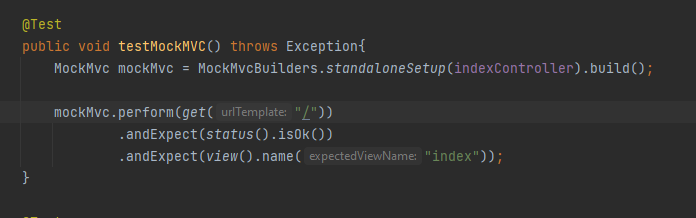 @Test
public void testMockMVC() throws Exception{
MockMvc mockMvc = MockMvcBuilders.standaloneSetup(indexController).build();
mockMvc.perform(get( urlTemplate: "/"))
.andExpect(status().isOk())
.andExpect(view().name( expectedViewName: "index"));
}